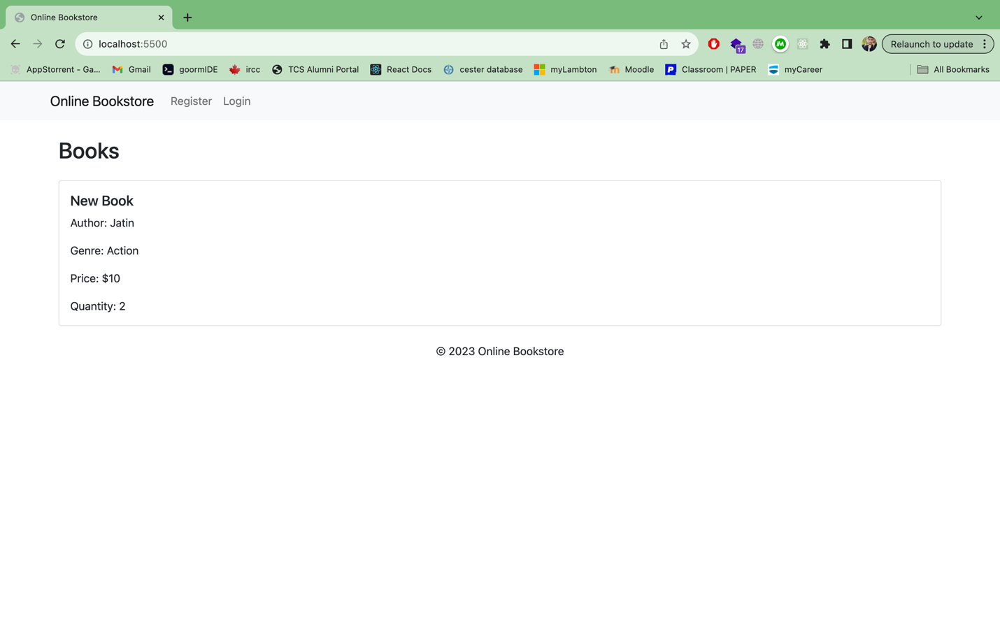 Online Bookstore
localhost:5500
17
Relaunch to update
AppStorrent - Ga... Gmail goormIDE ircc TCS Alumni Portal React Docs cester database myLambton Moodle Classroom | PAPER myCareer All Bookmarks
Online Bookstore Register Login
Books
New Book
Author: Jatin
Genre: Action
Price: $10
Quantity: 2
© 2023 Online Bookstore